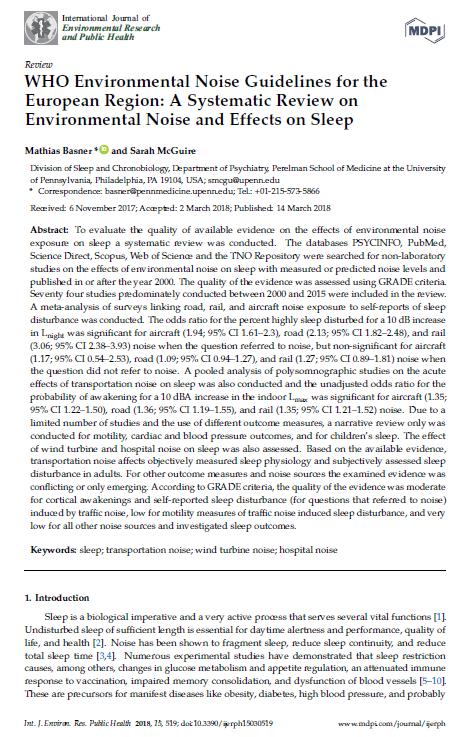 International Journal of
Environmental Research
and Public Health
MDPI
Review
WHO Environmental Noise Guidelines for the
European Region: A Systematic Review on
Environmental Noise and Effects on Sleep
Mathias Basner * and Sarah McGuire
Division of Sleep and Chronobiology, Department of Psychiatry, Perelman School of Medicine at the University
of Pennsylvania, Philadelphia, PA 19104, USA; smcgu@upenn.edu
* Correspondence: basner@pennmedicine.upenn.edu; Tel.: +01-215-573-5866
Received: 6 November 2017; Accepted: 2 March 2018; Published: 14 March 2018
Abstract: To evaluate the quality of available evidence on the effects of environmental noise
exposure on sleep a systematic review was conducted. The databases PSYCINFO, PubMed,
Science Direct, Scopus, Web of Science and the TNO Repository were searched for non-laboratory
studies on the effects of environmental noise on sleep with measured or predicted noise levels and
published in or after the year 2000. The quality of the evidence was assessed using GRADE criteria.
Seventy four studies predominately conducted between 2000 and 2015 were included in the review.
A meta-analysis of surveys linking road, rail, and aircraft noise exposure to self-reports of sleep
disturbance was conducted. The odds ratio for the percent highly sleep disturbed for a 10 dB increase
in Lnight was significant for aircraft (1.94; 95% CI 1.61–2.3), road (2.13; 95% CI 1.82–2.48), and rail
(3.06; 95% CI 2.38–3.93) noise when the question referred to noise, but non-significant for aircraft
(1.17; 95% CI 0.54–2.53), road (1.09; 95% CI 0.94–1.27), and rail (1.27; 95% CI 0.89–1.81) noise when
the question did not refer to noise. A pooled analysis of polysomnographic studies on the acute
effects of transportation noise on sleep was also conducted and the unadjusted odds ratio for the
probability of awakening for a 10 dBA increase in the indoor Lmax was significant for aircraft (1.35;
95% CI 1.22–1.50), road (1.36; 95% CI 1.19–1.55), and rail (1.35; 95% CI 1.21–1.52) noise. Due to a
limited number of studies and the use of different outcome measures, a narrative review only was
conducted for motility, cardiac and blood pressure outcomes, and for children's sleep. The effect
of wind turbine and hospital noise on sleep was also assessed. Based on the available evidence,
transportation noise affects objectively measured sleep physiology and subjectively assessed sleep
disturbance in adults. For other outcome measures and noise sources the examined evidence was
conflicting or only emerging. According to GRADE criteria, the quality of the evidence was moderate
for cortical awakenings and self-reported sleep disturbance (for questions that referred to noise)
induced by traffic noise, low for motility measures of traffic noise induced sleep disturbance, and very
low for all other noise sources and investigated sleep outcomes.
Keywords: sleep; transportation noise; wind turbine noise; hospital noise
1. Introduction
Sleep is a biological imperative and a very active process that serves several vital functions [1].
Undisturbed sleep of sufficient length is essential for daytime alertness and performance, quality of
life, and health [2]. Noise has been shown to fragment sleep, reduce sleep continuity, and reduce
total sleep time [3,4]. Numerous experimental studies have demonstrated that sleep restriction
causes, among others, changes in glucose metabolism and appetite regulation, an attenuated immune
response to vaccination, impaired memory consolidation, and dysfunction of blood vessels [5–10].
These are precursors for manifest diseases like obesity, diabetes, high blood pressure, and probably
Int. J. Environ. Res. Public Health 2018, 15, 519; doi:10.3390/ijerph15030519
www.mdpi.com/journal/ijerph